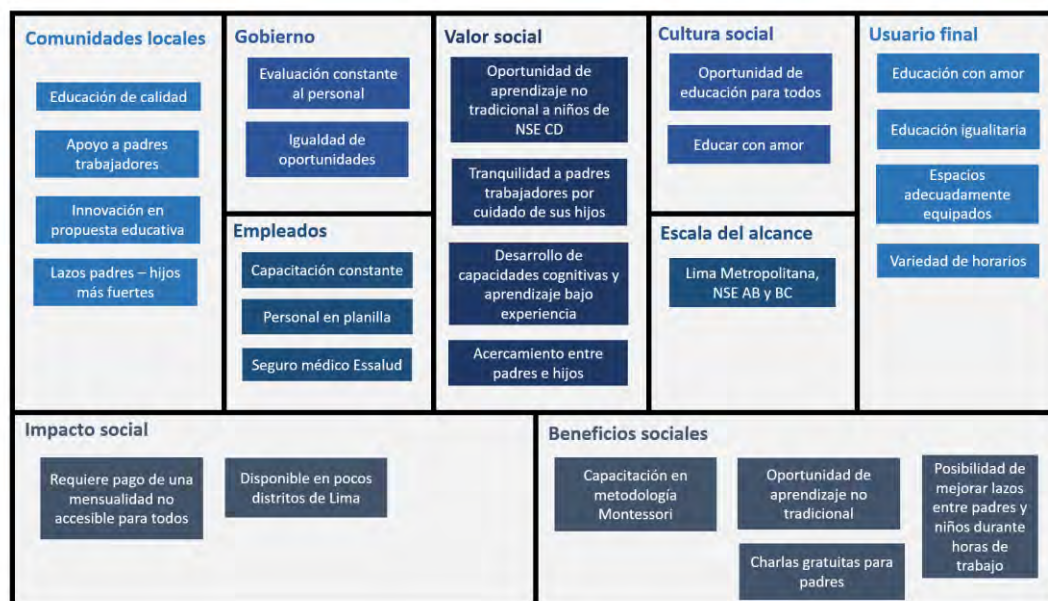 Comunidades locales
Educación de calidad
Apoyo a padres
trabajadores
Innovación en
propuesta educativa
Lazos padres – hijos
más fuertes
Gobierno
Evaluación constante
al personal
Igualdad de
oportunidades
Empleados
Capacitación constante
Personal en planilla
Seguro médico Essalud
Valor social
Oportunidad de
aprendizaje no
tradicional a niños de
NSE CD
Tranquilidad a padres
trabajadores por
cuidado de sus hijos
Desarrollo de
capacidades cognitivas y
aprendizaje bajo
experiencia
Acercamiento entre
padres e hijos
Cultura social
Oportunidad de
educación para todos
Educar con amor
Escala del alcance
Lima Metropolitana,
NSE AB y BC
Usuario final
Educación con amor
Educación igualitaria
Espacios
adecuadamente
equipados
Variedad de horarios
Impacto social
Requiere pago de una
mensualidad no
accesible para todos
Disponible en pocos
distritos de Lima
Beneficios sociales
Capacitación en
metodología
Montessori
Oportunidad de
aprendizaje no
tradicional
Charlas gratuitas para
padres
Posibilidad de
mejorar lazos
entre padres y
niños durante
horas de
trabajo